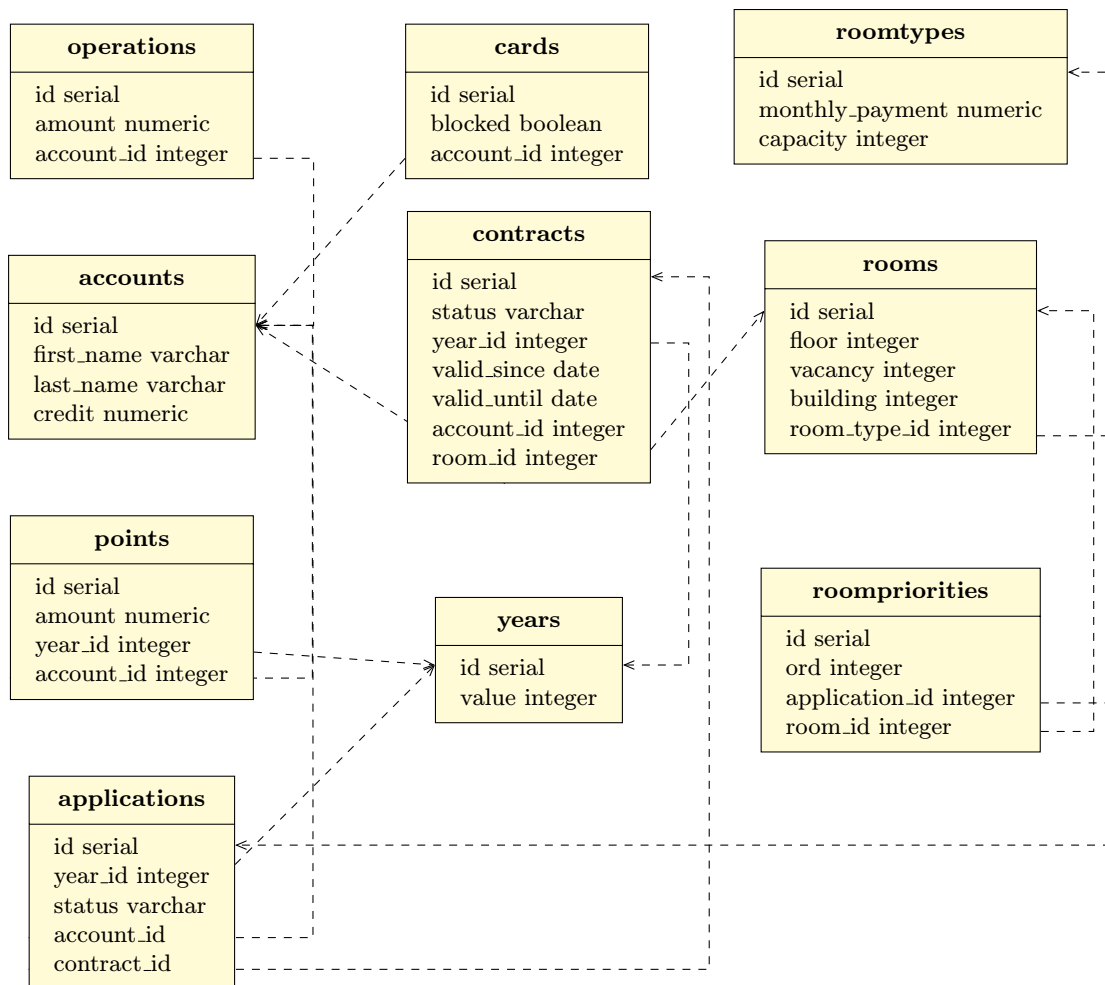 operations
id serial
amount numeric
account_id integer
cards
id serial
blocked boolean
account_id integer
roomtypes
id serial
monthly_payment numeric
capacity integer
accounts
id serial
first_name varchar
last_name varchar
credit numeric
contracts
id serial
status varchar
year_id integer
valid_since date
valid_until date
account_id integer
room_id integer
rooms
id serial
floor integer
vacancy integer
building integer
room_type_id integer
points
id serial
amount numeric
year_id integer
account_id integer
years
id serial
value integer
roompriorities
id serial
ord integer
application_id integer
room_id integer
applications
id serial
year_id integer
status varchar
account_id
contract_id